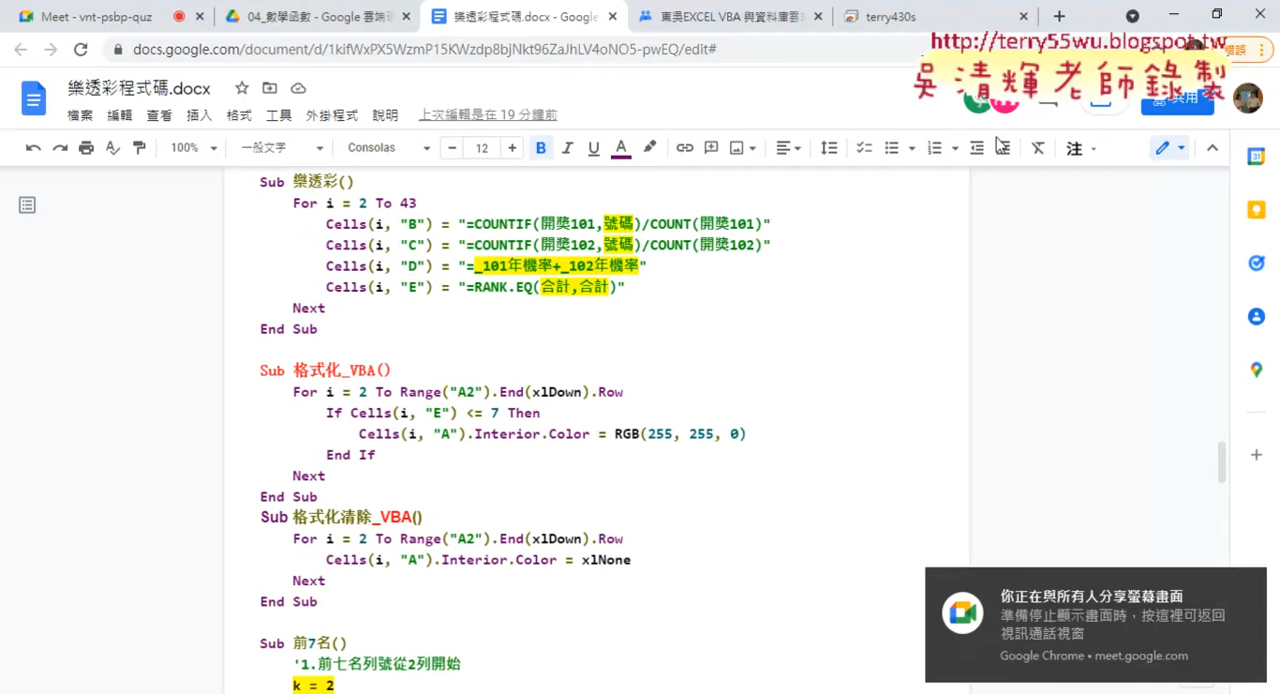 Meet - vnt-psbp-quz
04_數學函數 - Google 雲端硬
樂透彩程式碼.docx - Google
東吳EXCEL VBA 與資料庫雲端
terry430s
docs.google.com/document/d/1kifWxPX5WzmP15KWzdp8bjNkt96ZaJhLV4oNO5-pwEQ/edit#
http://terry55wu.blogspot.tw
吳清輝老師錄製
樂透彩程式碼.docx
共用
檔案 編輯 查看 插入 格式 工具 外掛程式 說明 上次編輯是在 19 分鐘前
100% 一般文字 Consolas − 12 + B I U A 注
Sub 樂透彩()
For i = 2 To 43
Cells(i, "B") = "=COUNTIF(開獎101,號碼)/COUNT(開獎101)"
Cells(i, "C") = "=COUNTIF(開獎102,號碼)/COUNT(開獎102)"
Cells(i, "D") = "=_101年機率+_102年機率"
Cells(i, "E") = "=RANK.EQ(合計,合計)"
Next
End Sub
Sub 格式化_VBA()
For i = 2 To Range("A2").End(xlDown).Row
If Cells(i, "E") <= 7 Then
Cells(i, "A").Interior.Color = RGB(255, 255, 0)
End If
Next
End Sub
Sub 格式化清除_VBA()
For i = 2 To Range("A2").End(xlDown).Row
Cells(i, "A").Interior.Color = xlNone
Next
End Sub
Sub 前7名()
'1.前七名列號從2列開始
k = 2
你正在與所有人分享螢幕畫面
準備停止顯示畫面時，按這裡可返回
視訊通話視窗
Google Chrome • meet.google.com